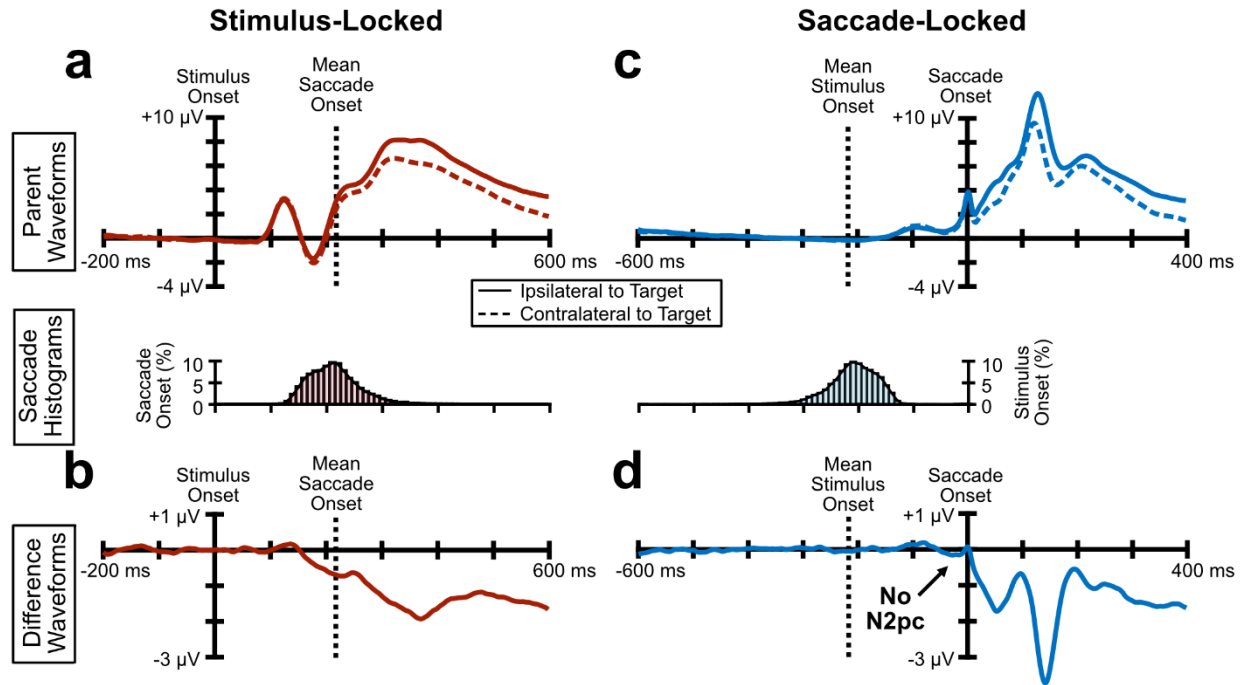 Stimulus-Locked
Saccade-Locked
a
Stimulus
Onset
Mean
Saccade
Onset
+10 µV
-4 µV
-200 ms
600 ms
Parent
Waveforms
c
Mean
Stimulus
Onset
Saccade
Onset
+10 µV
-4 µV
-600 ms
400 ms
Ipsilateral to Target
Contralateral to Target
Saccade
Histograms
Saccade
Onset (%)
10
5
0
10
5
0
Stimulus
Onset (%)
b
Stimulus
Onset
Mean
Saccade
Onset
+1 µV
-3 µV
-200 ms
600 ms
Difference
Waveforms
d
Mean
Stimulus
Onset
Saccade
Onset
+1 µV
-3 µV
-600 ms
400 ms
No
N2pc